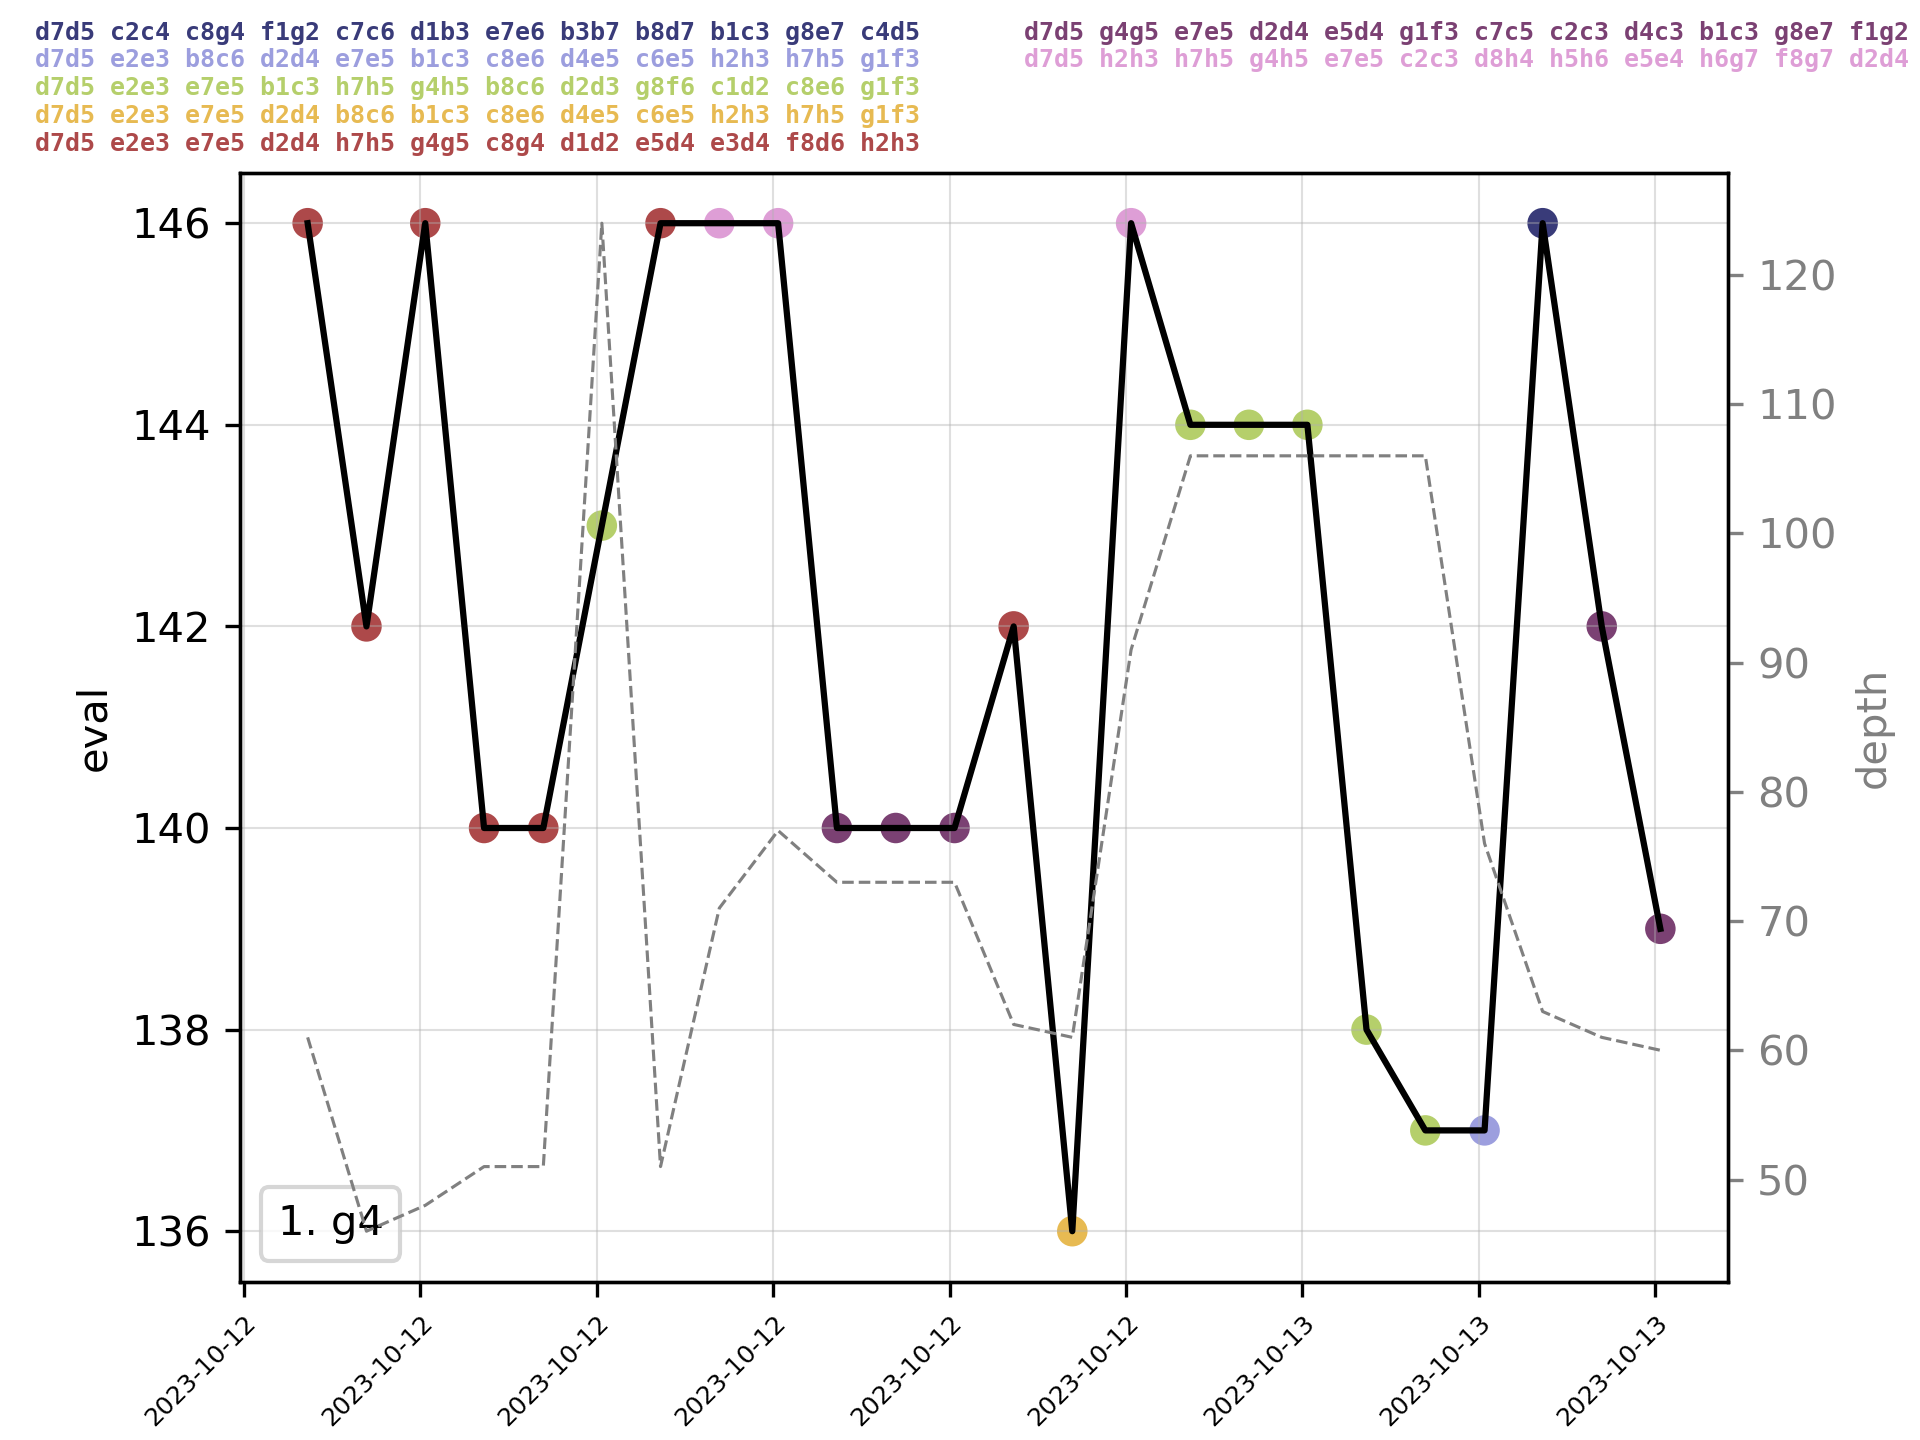 d7d5 c2c4 c8g4 f1g2 c7c6 d1b3 e7e6 b3b7 b8d7 b1c3 g8e7 c4d5
d7d5 e2e3 b8c6 d2d4 e7e5 b1c3 c8e6 d4e5 c6e5 h2h3 h7h5 g1f3
d7d5 e2e3 e7e5 b1c3 h7h5 g4h5 b8c6 d2d3 g8f6 c1d2 c8e6 g1f3
d7d5 e2e3 e7e5 d2d4 b8c6 b1c3 c8e6 d4e5 c6e5 h2h3 h7h5 g1f3
d7d5 e2e3 e7e5 d2d4 h7h5 g4g5 c8g4 d1d2 e5d4 e3d4 f8d6 h2h3
d7d5 g4g5 e7e5 d2d4 e5d4 g1f3 c7c5 c2c3 d4c3 b1c3 g8e7 f1g2
d7d5 h2h3 h7h5 g4h5 e7e5 c2c3 d8h4 h5h6 e5e4 h6g7 f8g7 d2d4
146
144
142
140
138
136
eval
120
110
100
90
80
70
60
50
depth
1. g4
2023-10-12
2023-10-12
2023-10-12
2023-10-12
2023-10-12
2023-10-12
2023-10-13
2023-10-13
2023-10-13